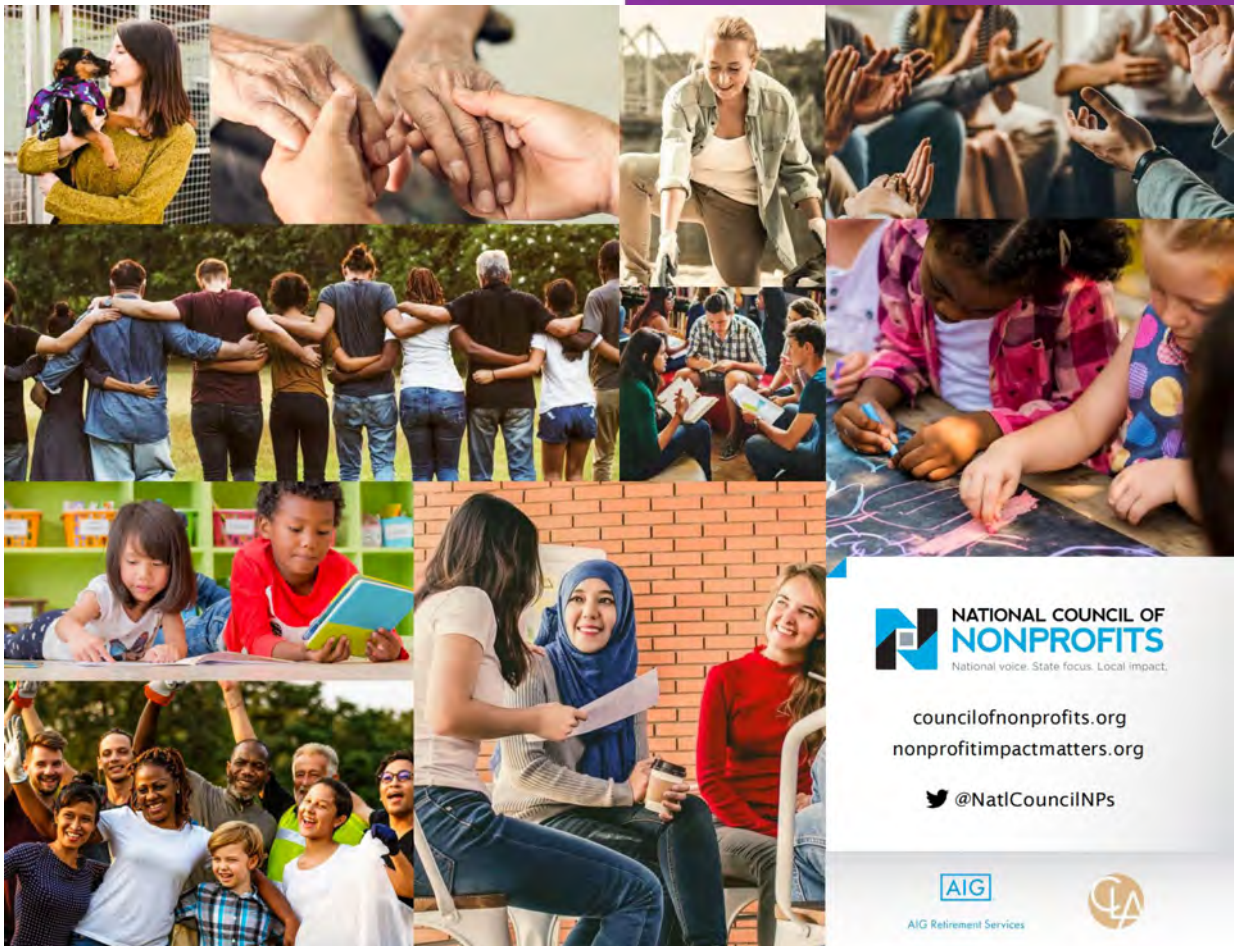 NATIONAL COUNCIL OF
NONPROFITS
National voice. State focus. Local impact.
councilofnonprofits.org
nonprofitimpactmatters.org
@NatlCouncilNPs
AIG
AIG Retirement Services
CLA